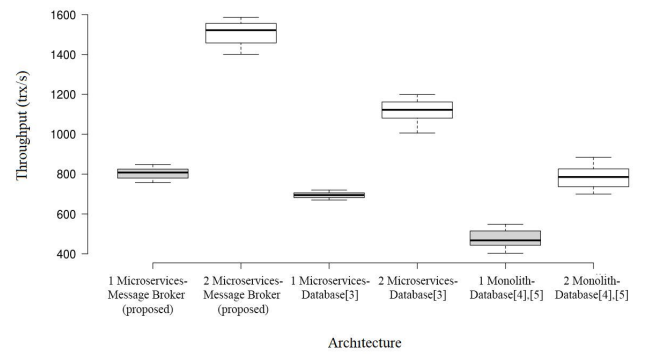 1600
1400
1200
1000
800
600
400
Throughput (trx/s)
1 Microservices-
Message Broker
(proposed)
2 Microservices-
Message Broker
(proposed)
1 Microservices-
Database[3]
2 Microservices-
Database[3]
1 Monolith-
Database[4],[5]
2 Monolith-
Database[4],[5]
Architecture